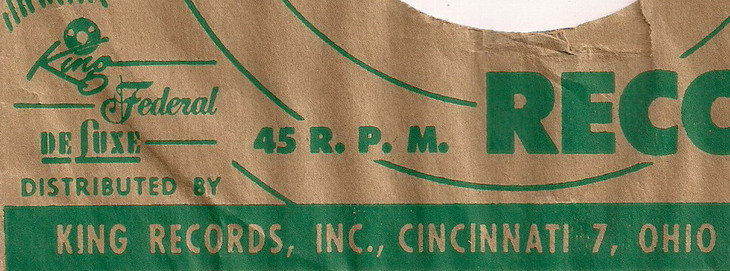 King
Federal
DE LUXE
45 R. P. M.
RECO
DISTRIBUTED BY
KING RECORDS, INC., CINCINNATI 7, OHIO